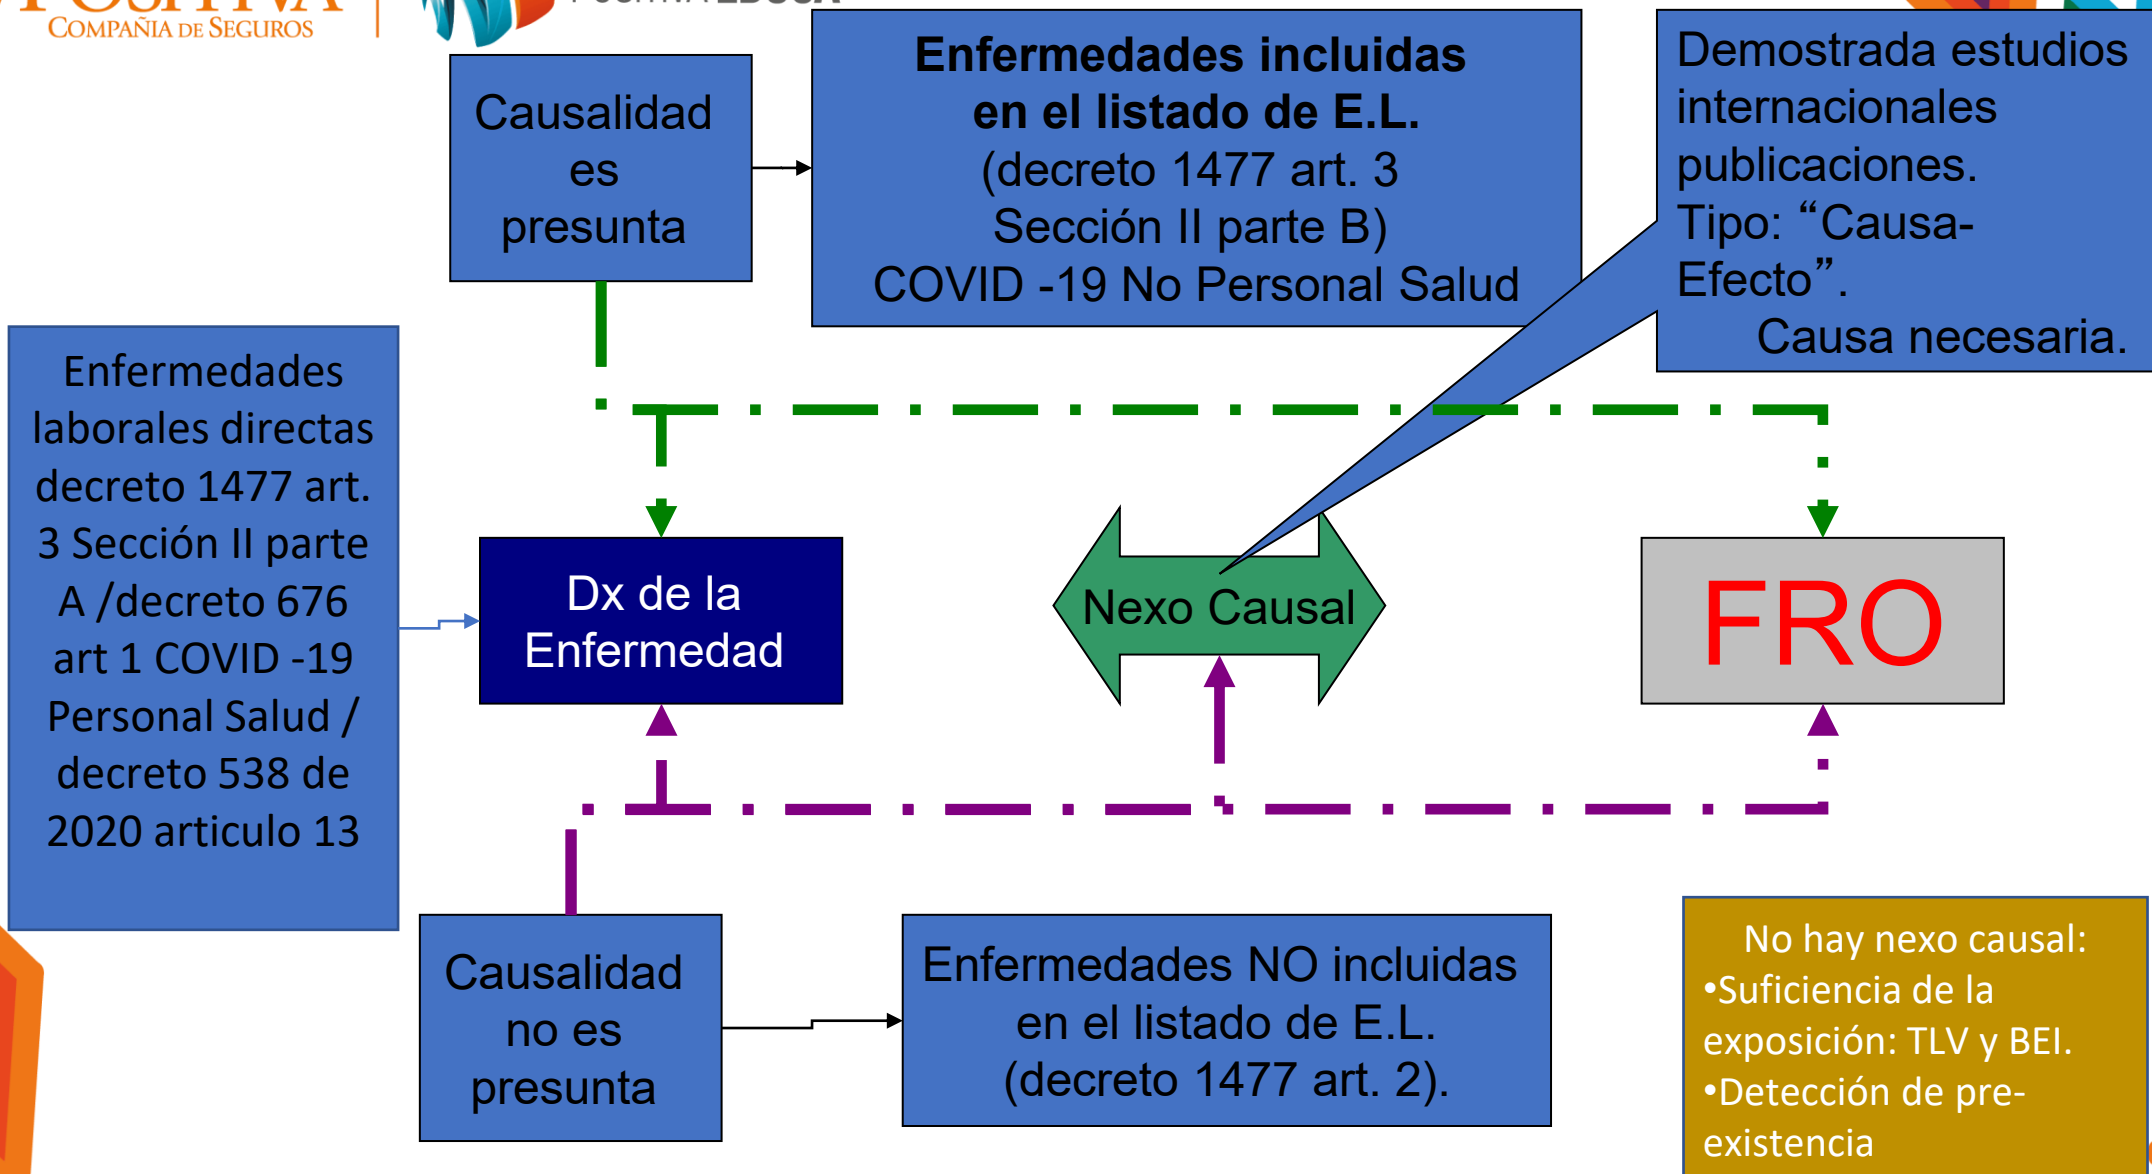 POSITIVA
COMPAÑIA DE SEGUROS
POSITIVA EDUCA
Causalidad
es
presunta
Enfermedades incluidas
en el listado de E.L.
(decreto 1477 art. 3
Sección II parte B)
COVID -19 No Personal Salud
Demostrada estudios
internacionales
publicaciones.
Tipo: “Causa-
Efecto”.
Causa necesaria.
Enfermedades
laborales directas
decreto 1477 art.
3 Sección II parte
A /decreto 676
art 1 COVID -19
Personal Salud /
decreto 538 de
2020 articulo 13
Dx de la
Enfermedad
Nexo Causal
FRO
Causalidad
no es
presunta
Enfermedades NO incluidas
en el listado de E.L.
(decreto 1477 art. 2).
No hay nexo causal:
•Suficiencia de la
exposición: TLV y BEI.
•Detección de pre-
existencia